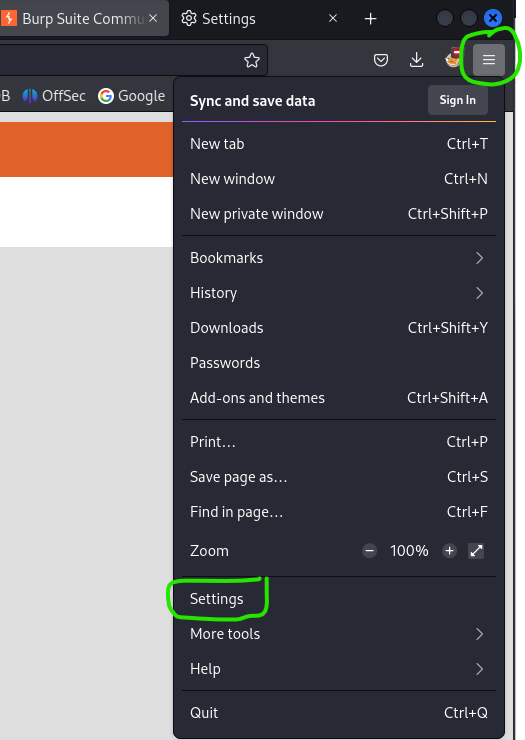 Burp Suite Commu
Settings
B OffSec Google
Sync and save data Sign In
New tab Ctrl+T
New window Ctrl+N
New private window Ctrl+Shift+P
Bookmarks
History
Downloads Ctrl+Shift+Y
Passwords
Add-ons and themes Ctrl+Shift+A
Print... Ctrl+P
Save page as... Ctrl+S
Find in page... Ctrl+F
Zoom − 100% +
Settings
More tools
Help
Quit Ctrl+Q